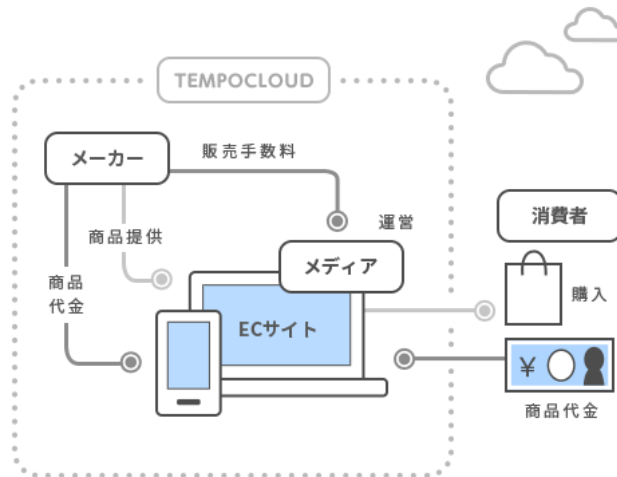 TEMPOCLOUD
メーカー
販売手数料
商品提供
商品
代金
運営
メディア
ECサイト
消費者
購入
¥
商品代金